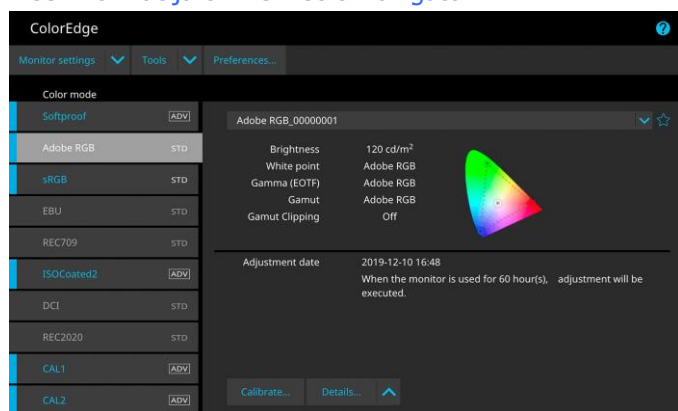 ColorEdge
Monitor settings Tools Preferences...
Color mode
Softproof ADV
Adobe RGB STD
sRGB STD
EBU STD
REC709 STD
ISOCoated2 ADV
DCI STD
REC2020 STD
CAL1 ADV
CAL2 ADV
Adobe RGB_00000001
Brightness 120 cd/m²
White point Adobe RGB
Gamma (EOTF) Adobe RGB
Gamut Adobe RGB
Gamut Clipping Off
Adjustment date 2019-12-10 16:48
When the monitor is used for 60 hour(s), adjustment will be
executed.
Calibrate... Details...